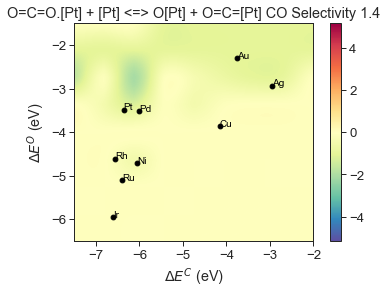 O=C=O.[Pt] + [Pt] <=> O[Pt] + O=C=[Pt] CO Selectivity 1.4
−2
−3
−4
−5
−6
ΔE^O (eV)
Au
Ag
Pt
Pd
Cu
Rh
Ni
Ru
Ir
−7
−6
−5
−4
−3
−2
ΔE^C (eV)
4
2
0
−2
−4